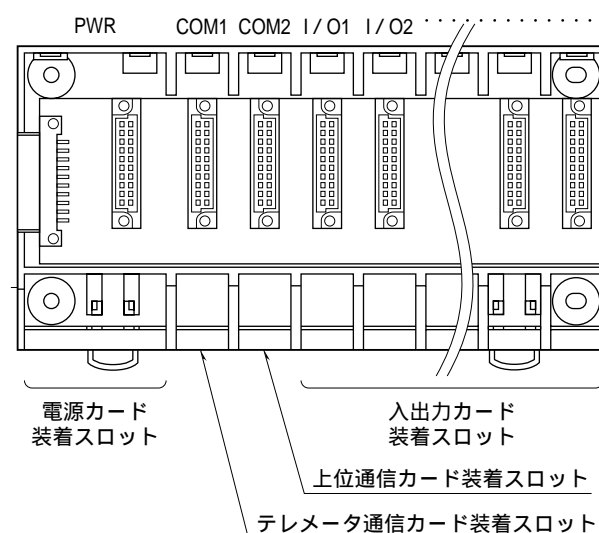 PWR COM1 COM2 I/O1 I/O2 ・・・・・・・・・・
電源カード
装着スロット
入出力カード
装着スロット
上位通信カード装着スロット
テレメータ通信カード装着スロット